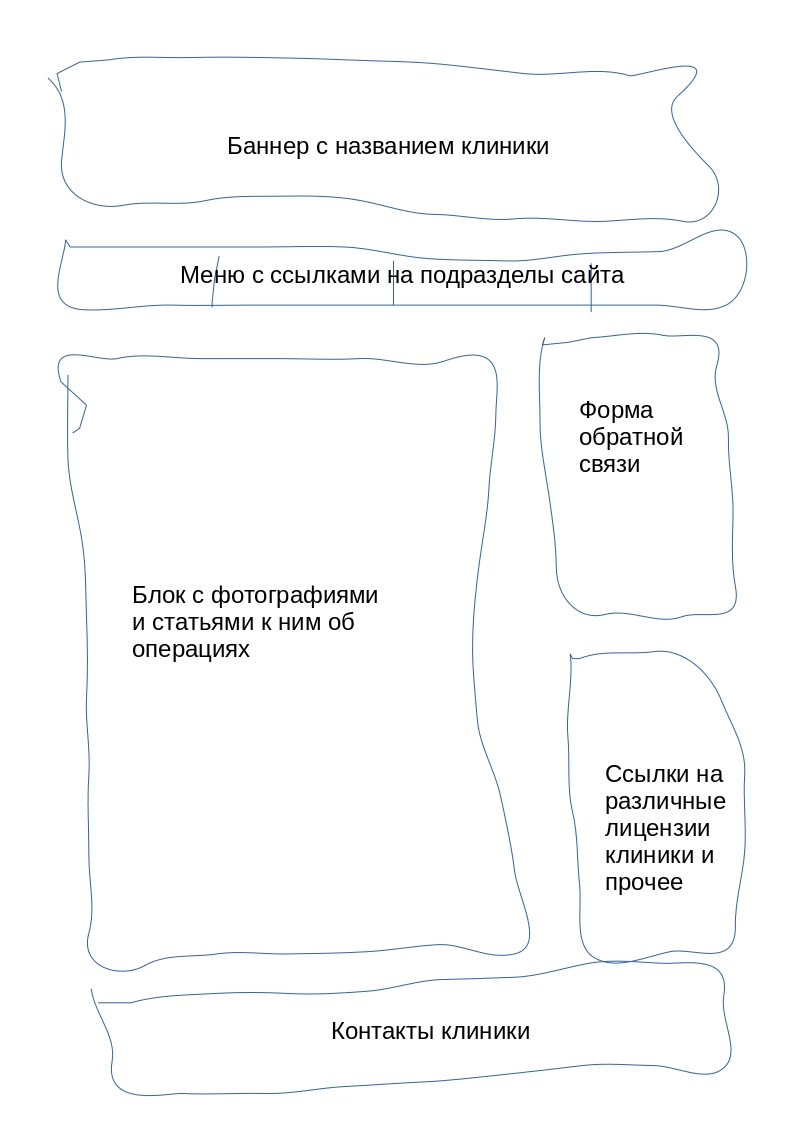 Баннер с названием клиники
Меню с ссылками на подразделы сайта
Форма
обратной
связи
Блок с фотографиями
и статьями к ним об
операциях
Ссылки на
различные
лицензии
клиники и
прочее
Контакты клиники